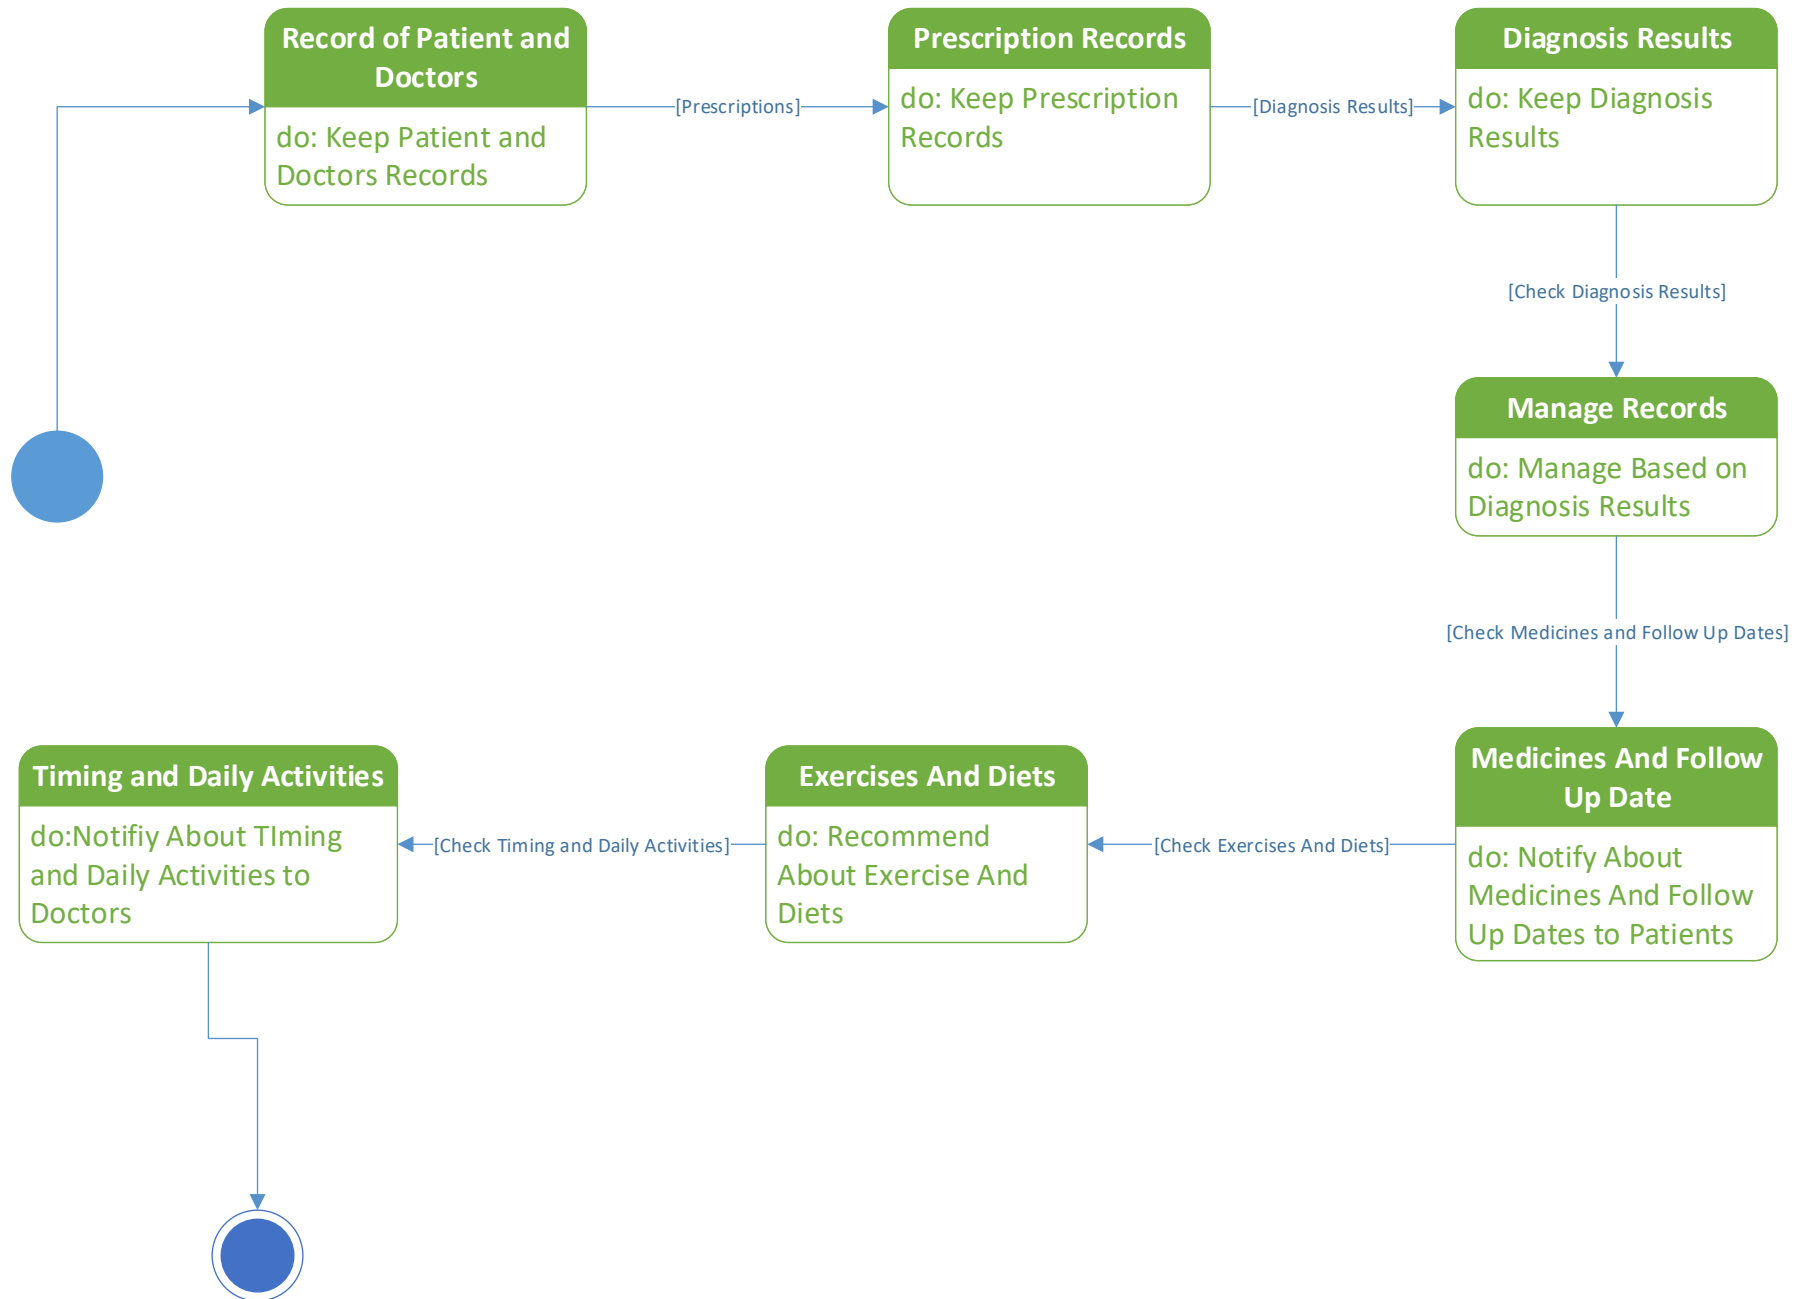 Record of Patient and
Doctors
do: Keep Patient and
Doctors Records
[Prescriptions]
Prescription Records
do: Keep Prescription
Records
[Diagnosis Results]
Diagnosis Results
do: Keep Diagnosis
Results
[Check Diagnosis Results]
Manage Records
do: Manage Based on
Diagnosis Results
[Check Medicines and Follow Up Dates]
Medicines And Follow
Up Date
do: Notify About
Medicines And Follow
Up Dates to Patients
[Check Exercises And Diets]
Exercises And Diets
do: Recommend
About Exercise And
Diets
[Check Timing and Daily Activities]
Timing and Daily Activities
do:Notifiy About TIming
and Daily Activities to
Doctors